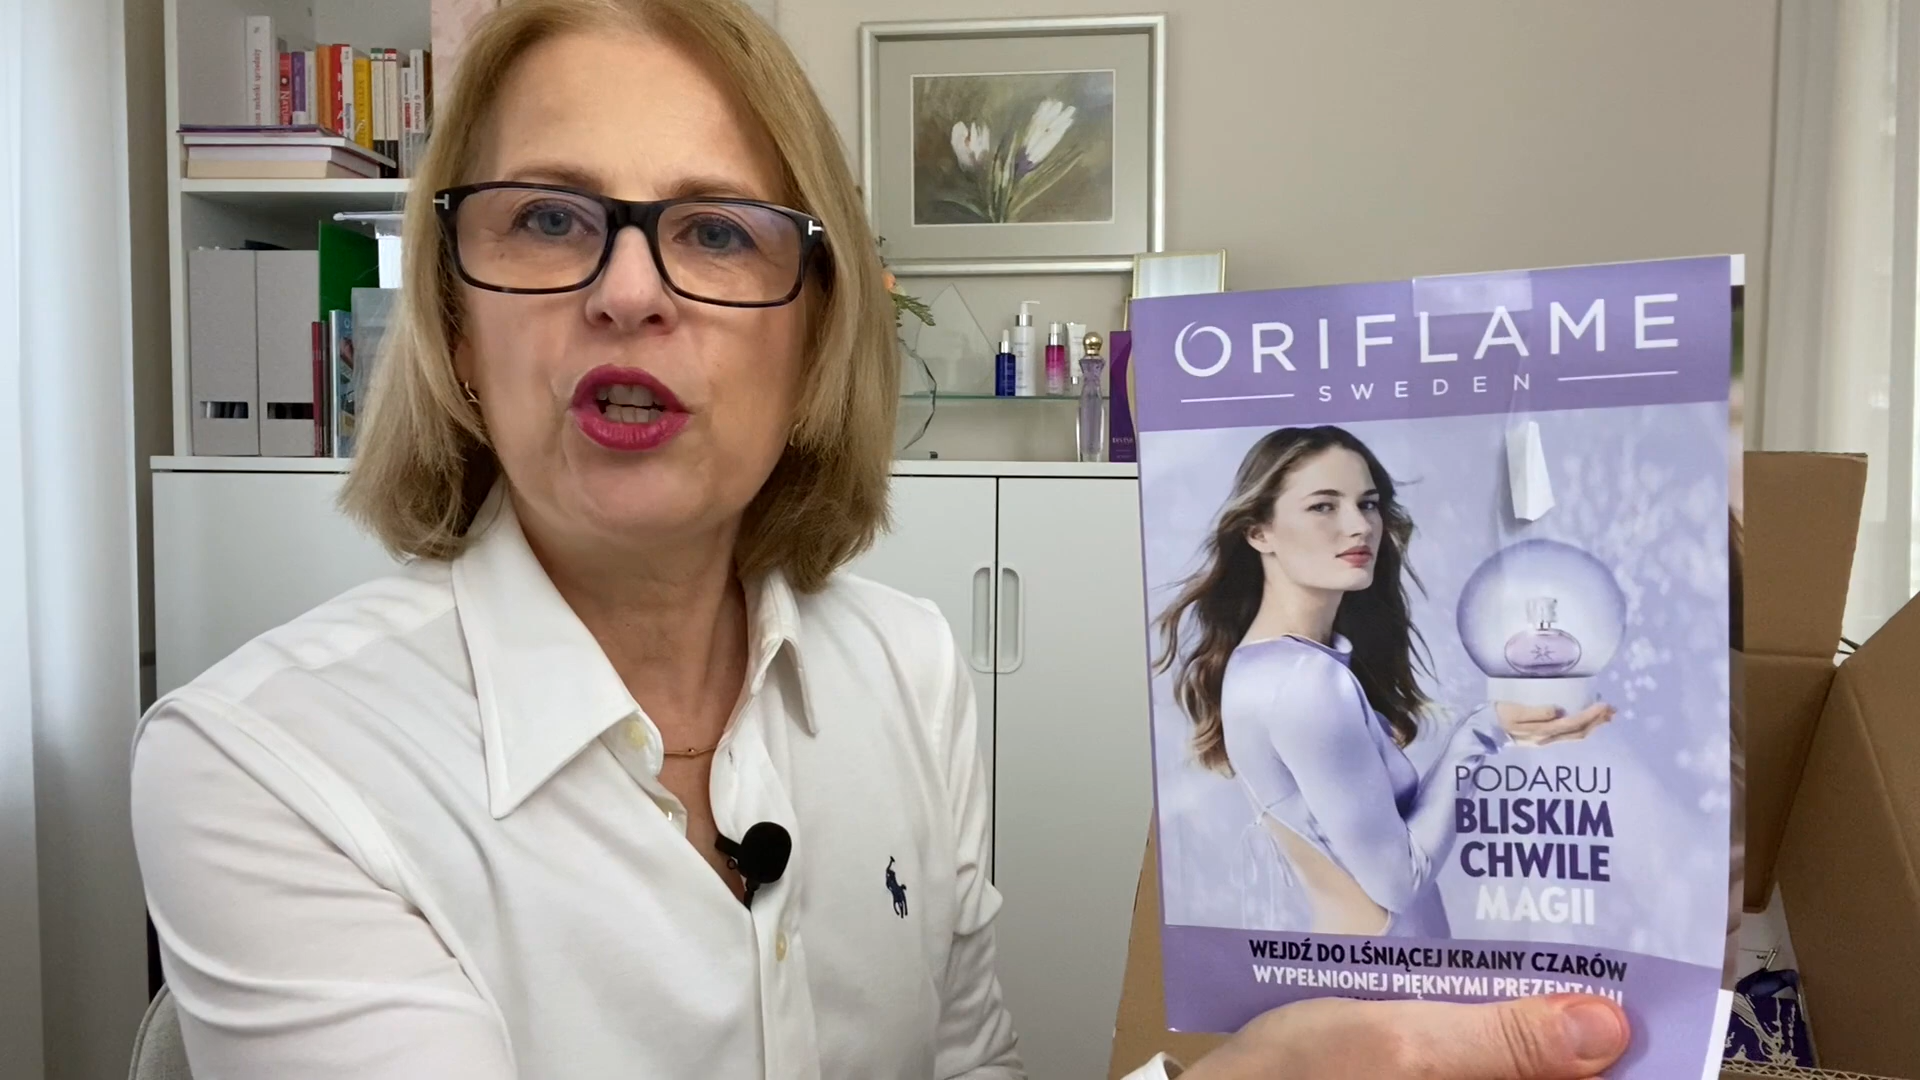 ORIFLAME
SWEDEN
PODARUJ
BLISKIM
CHWILE
MAGII
WEJDŹ DO LŚNIĄCEJ KRAINY CZARÓW
WYPEŁNIONEJ PIĘKNYMI PREZENTAMI